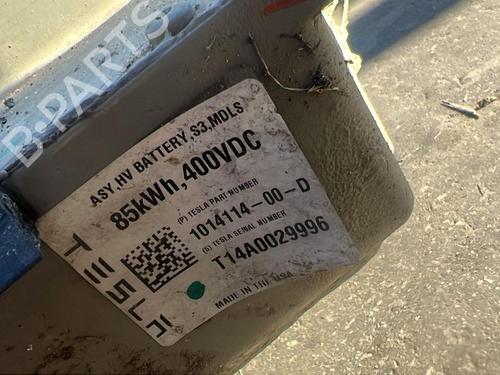 B-PARTS
ASY,HV BATTERY,S3,MDLS
85kWh,400VDC
(P) TESLA PART NUMBER
1014114-00-D
(S) TESLA SERIAL NUMBER
T14A0029996
MADE IN THE USA
TESLA